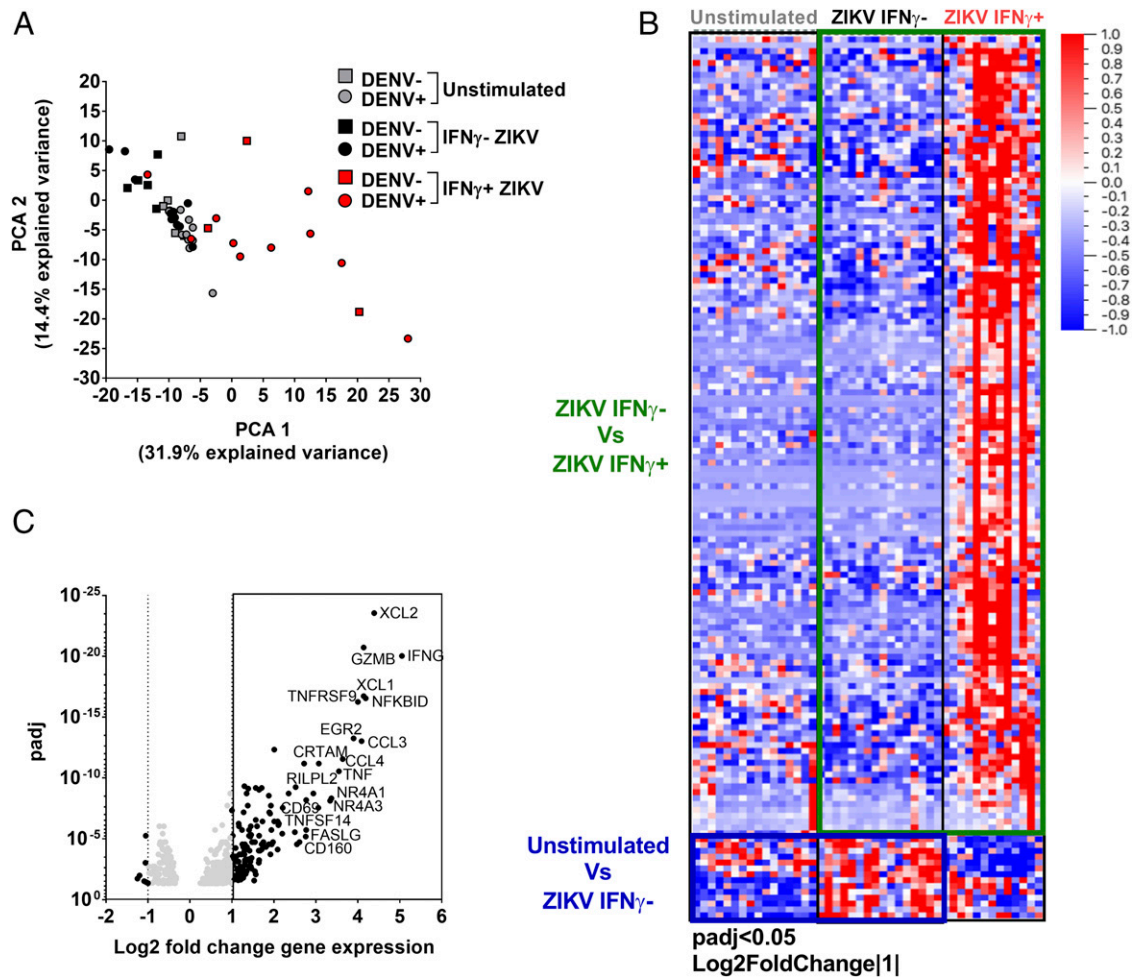 A
20
15
10
5
0
-5
-10
-15
-20
-25
-30
-20 -15 -10 -5 0 5 10 15 20 25 30
PCA 2
(14.4% explained variance)
PCA 1
(31.9% explained variance)
DENV-
DENV+
Unstimulated
DENV-
DENV+
IFNγ- ZIKV
DENV-
DENV+
IFNγ+ ZIKV
B
Unstimulated ZIKV IFNγ- ZIKV IFNγ+
1.0
0.9
0.8
0.7
0.6
0.5
0.4
0.3
0.2
0.1
0.0
-0.1
-0.2
-0.3
-0.4
-0.5
-0.6
-0.7
-0.8
-0.9
-1.0
ZIKV IFNγ-
Vs
ZIKV IFNγ+
Unstimulated
Vs
ZIKV IFNγ-
padj<0.05
Log2FoldChange|1|
C
10-25
10-20
10-15
10-10
10-5
100
padj
-2 -1 0 1 2 3 4 5 6
Log2 fold change gene expression
XCL2
GZMB IFNG
XCL1
TNFRSF9 NFKBID
EGR2
CCL3
CRTAM
CCL4
TNF
RILPL2
NR4A1
CD69 NR4A3
TNFSF14
FASLG
CD160